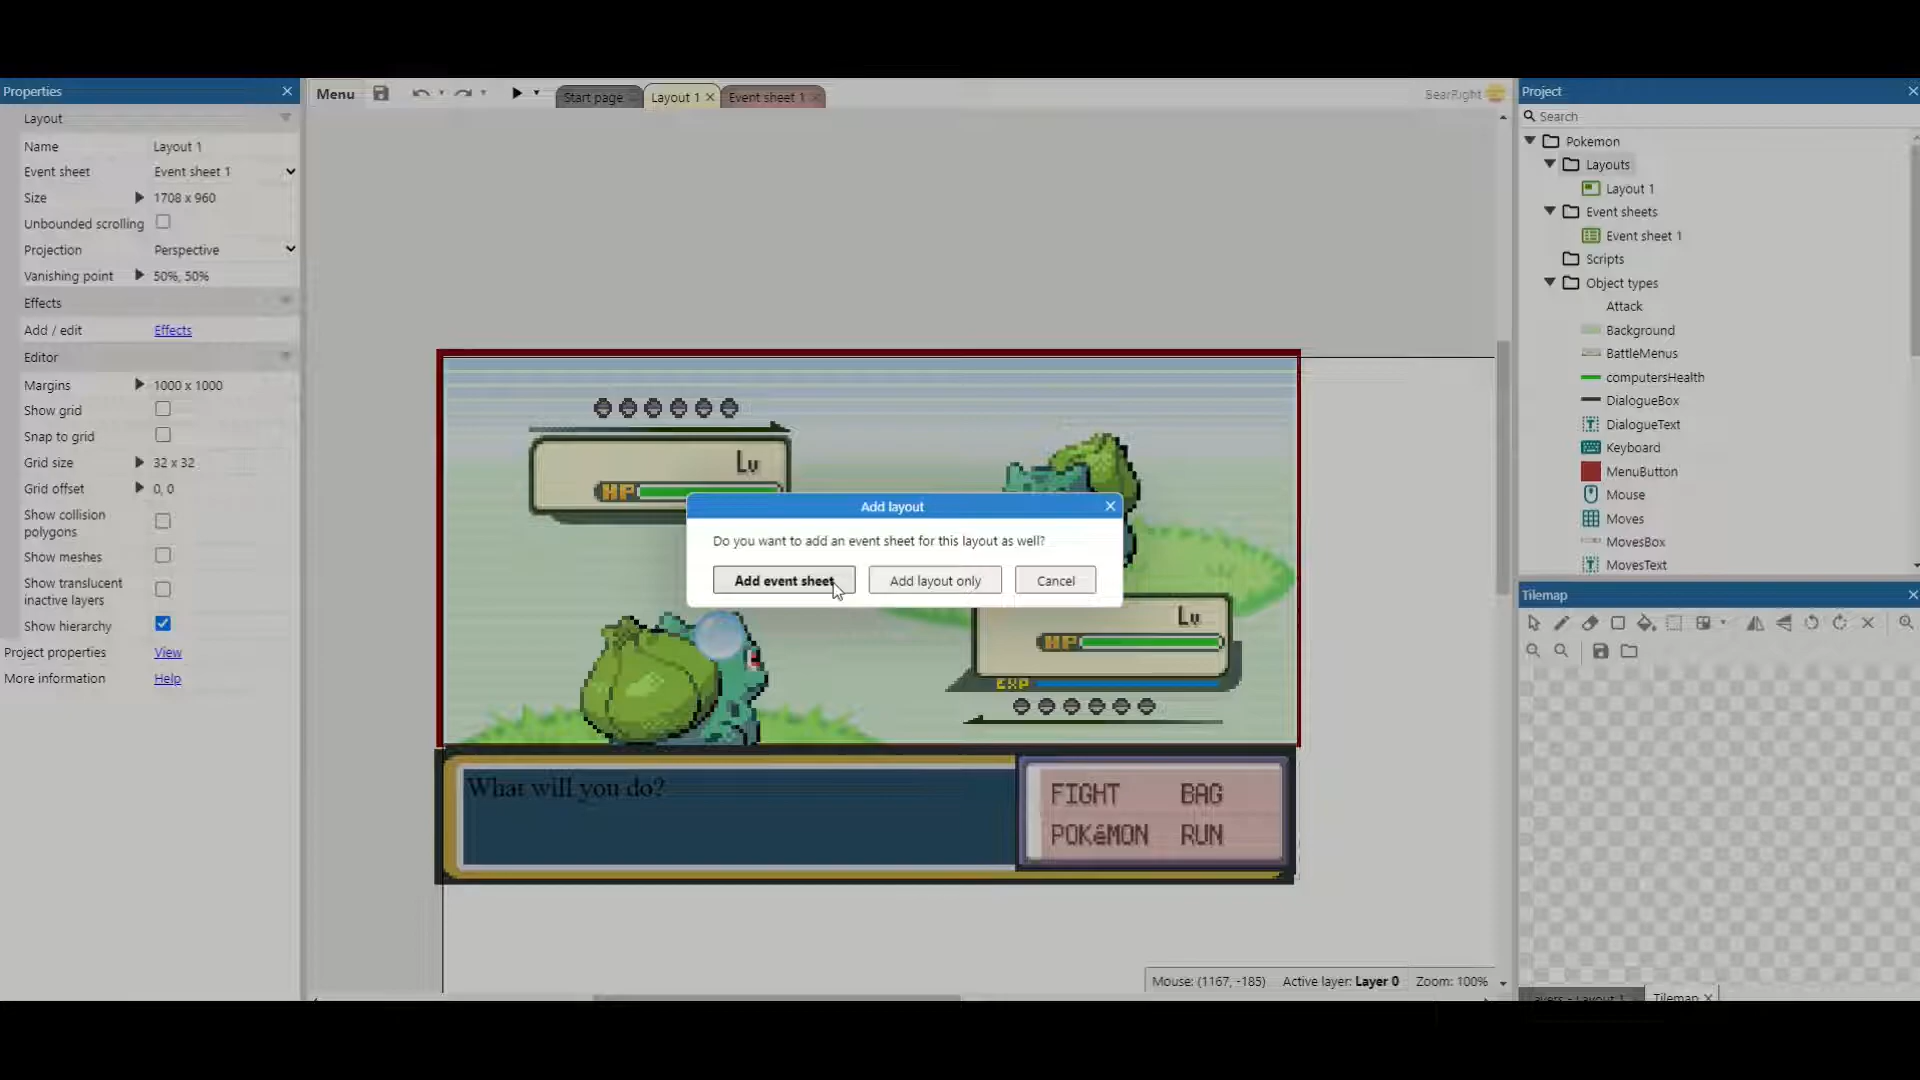 Properties
Menu
Start page
Layout 1
Event sheet 1
BearRight
Project
Layout
Name Layout 1
Event sheet Event sheet 1
Size 1708 x 960
Unbounded scrolling
Projection Perspective
Vanishing point 50%, 50%
Effects
Add / edit Effects
Editor
Margins 1000 x 1000
Show grid
Snap to grid
Grid size 32 x 32
Grid offset 0, 0
Show collision
polygons
Show meshes
Show translucent
inactive layers
Show hierarchy
Project properties View
More information Help
Lv
HP
Add layout
Do you want to add an event sheet for this layout as well?
Add event sheet
Add layout only
Cancel
Lv
HP
EXP
What will you do?
FIGHT BAG
POKéMON RUN
Mouse: (1167, -185) Active layer: Layer 0 Zoom: 100%
Search
Pokemon
Layouts
Layout 1
Event sheets
Event sheet 1
Scripts
Object types
Attack
Background
BattleMenus
computersHealth
DialogueBox
DialogueText
Keyboard
MenuButton
Mouse
Moves
MovesBox
MovesText
Tilemap
Layers - Layout 1
Tilemap